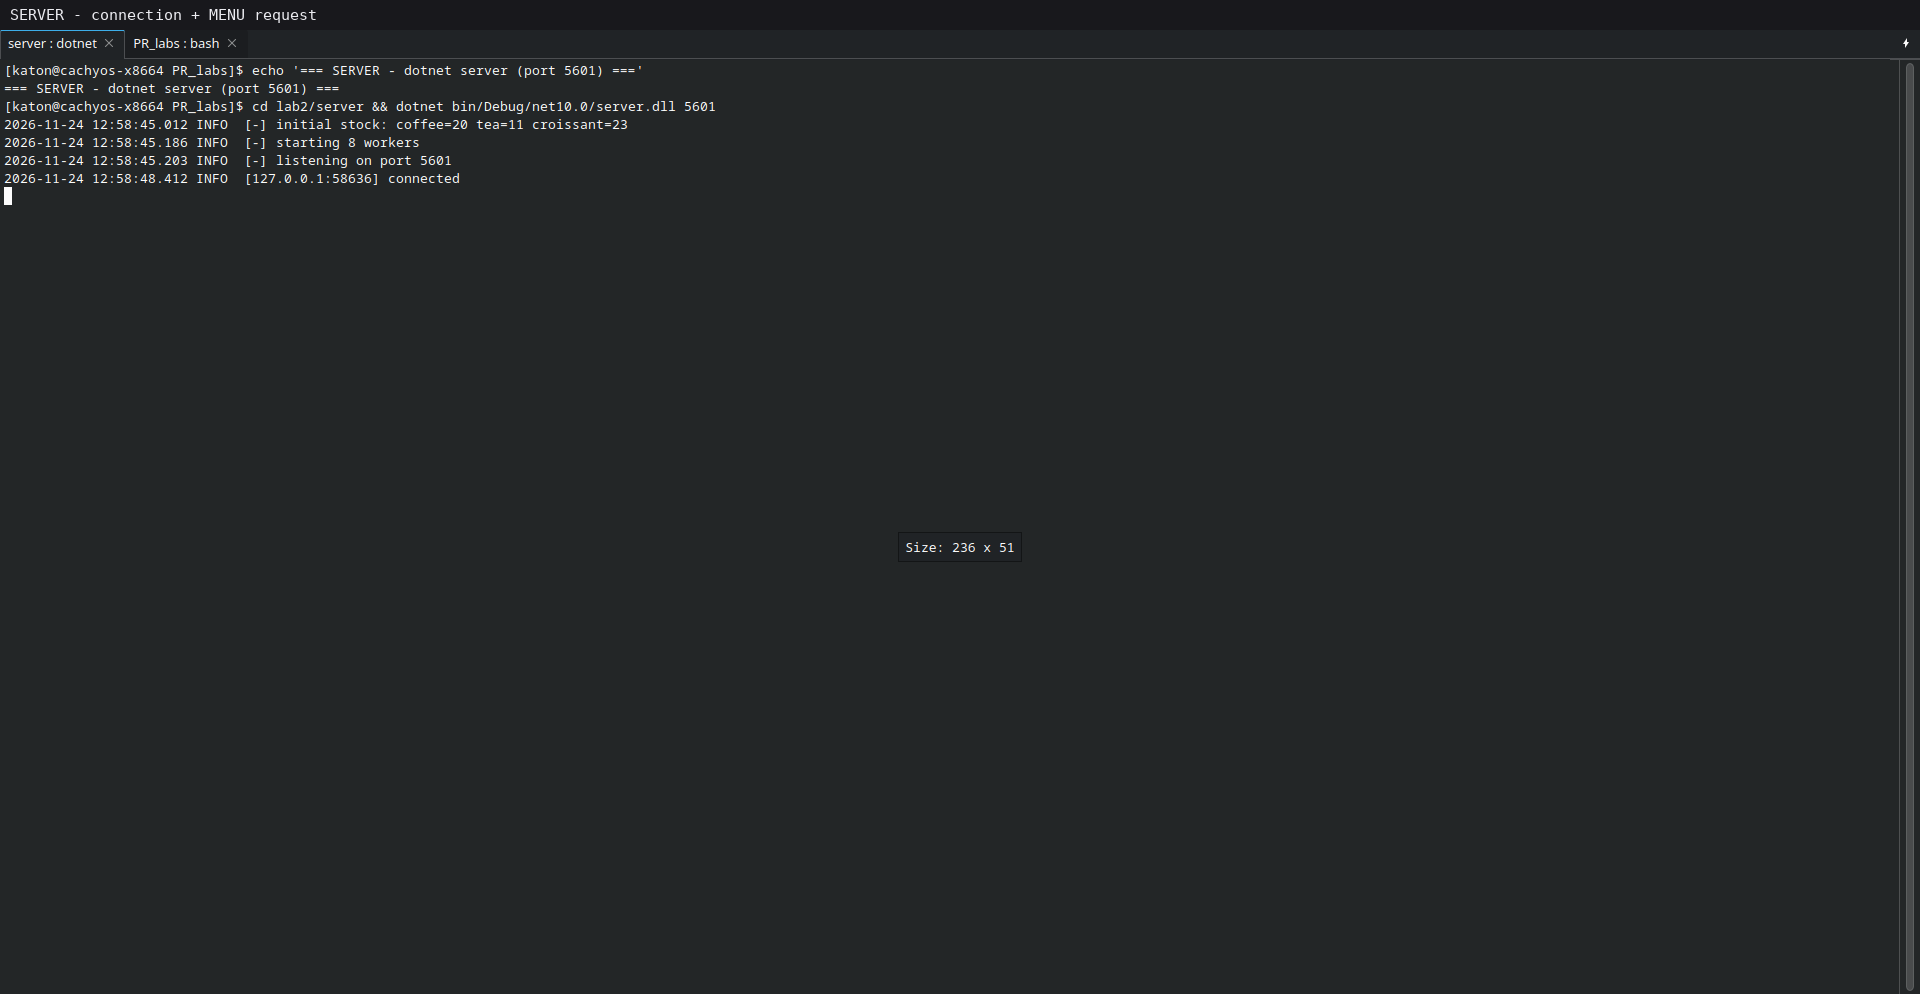 SERVER - connection + MENU request
server : dotnet PR_labs : bash
[katon@cachyos-x8664 PR_labs]$ echo '=== SERVER - dotnet server (port 5601) ==='
=== SERVER - dotnet server (port 5601) ===
[katon@cachyos-x8664 PR_labs]$ cd lab2/server && dotnet bin/Debug/net10.0/server.dll 5601
2026-11-24 12:58:45.012 INFO  [-] initial stock: coffee=20 tea=11 croissant=23
2026-11-24 12:58:45.186 INFO  [-] starting 8 workers
2026-11-24 12:58:45.203 INFO  [-] listening on port 5601
2026-11-24 12:58:48.412 INFO  [127.0.0.1:58636] connected
Size: 236 x 51